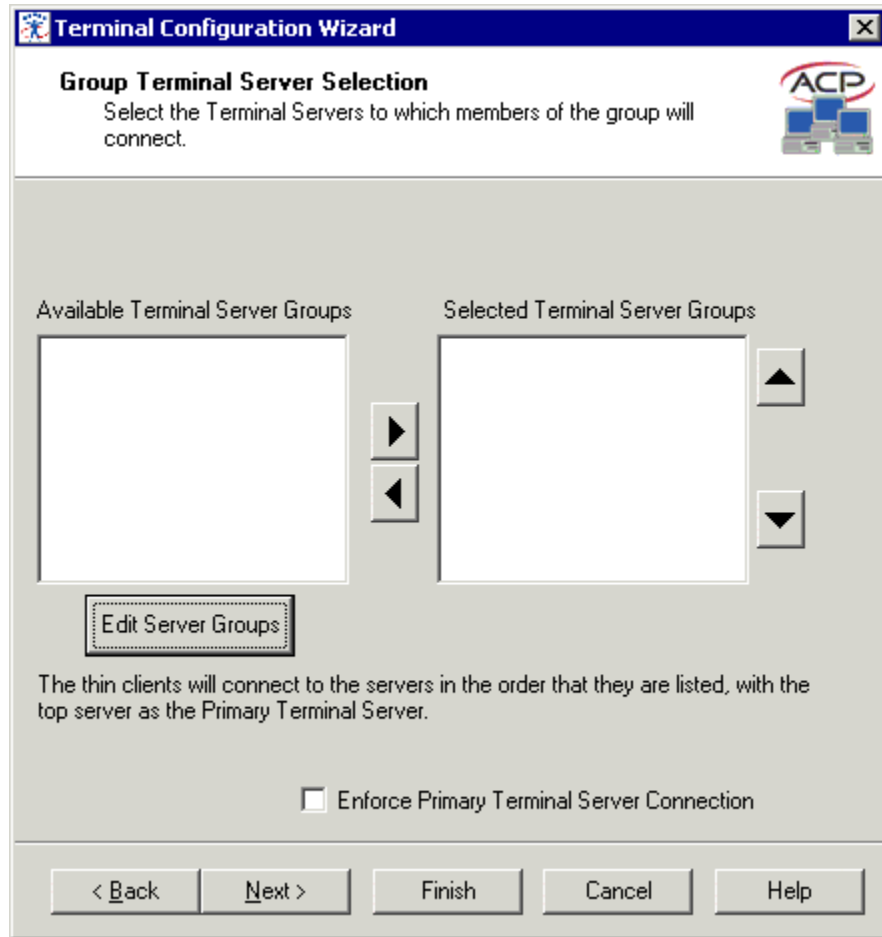 Terminal Configuration Wizard
Group Terminal Server Selection
Select the Terminal Servers to which members of the group will
connect.
ACP
Available Terminal Server Groups
Selected Terminal Server Groups
Edit Server Groups
The thin clients will connect to the servers in the order that they are listed, with the
top server as the Primary Terminal Server.
Enforce Primary Terminal Server Connection
< Back
Next >
Finish
Cancel
Help